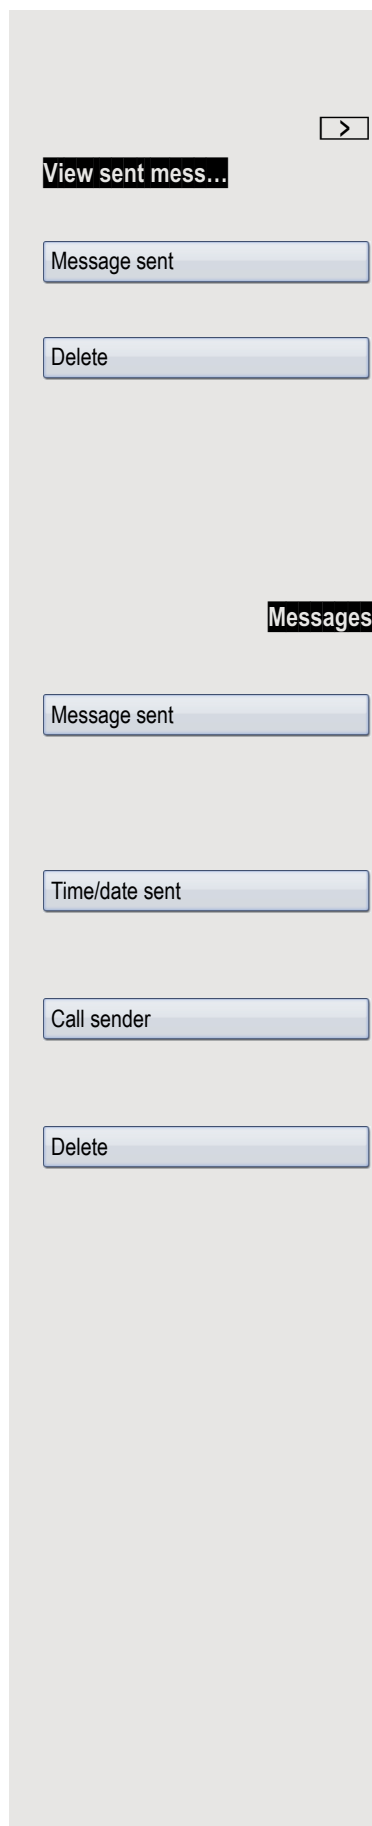 >
View sent mess…
Message sent
Delete
Messages
Message sent
Time/date sent
Call sender
Delete